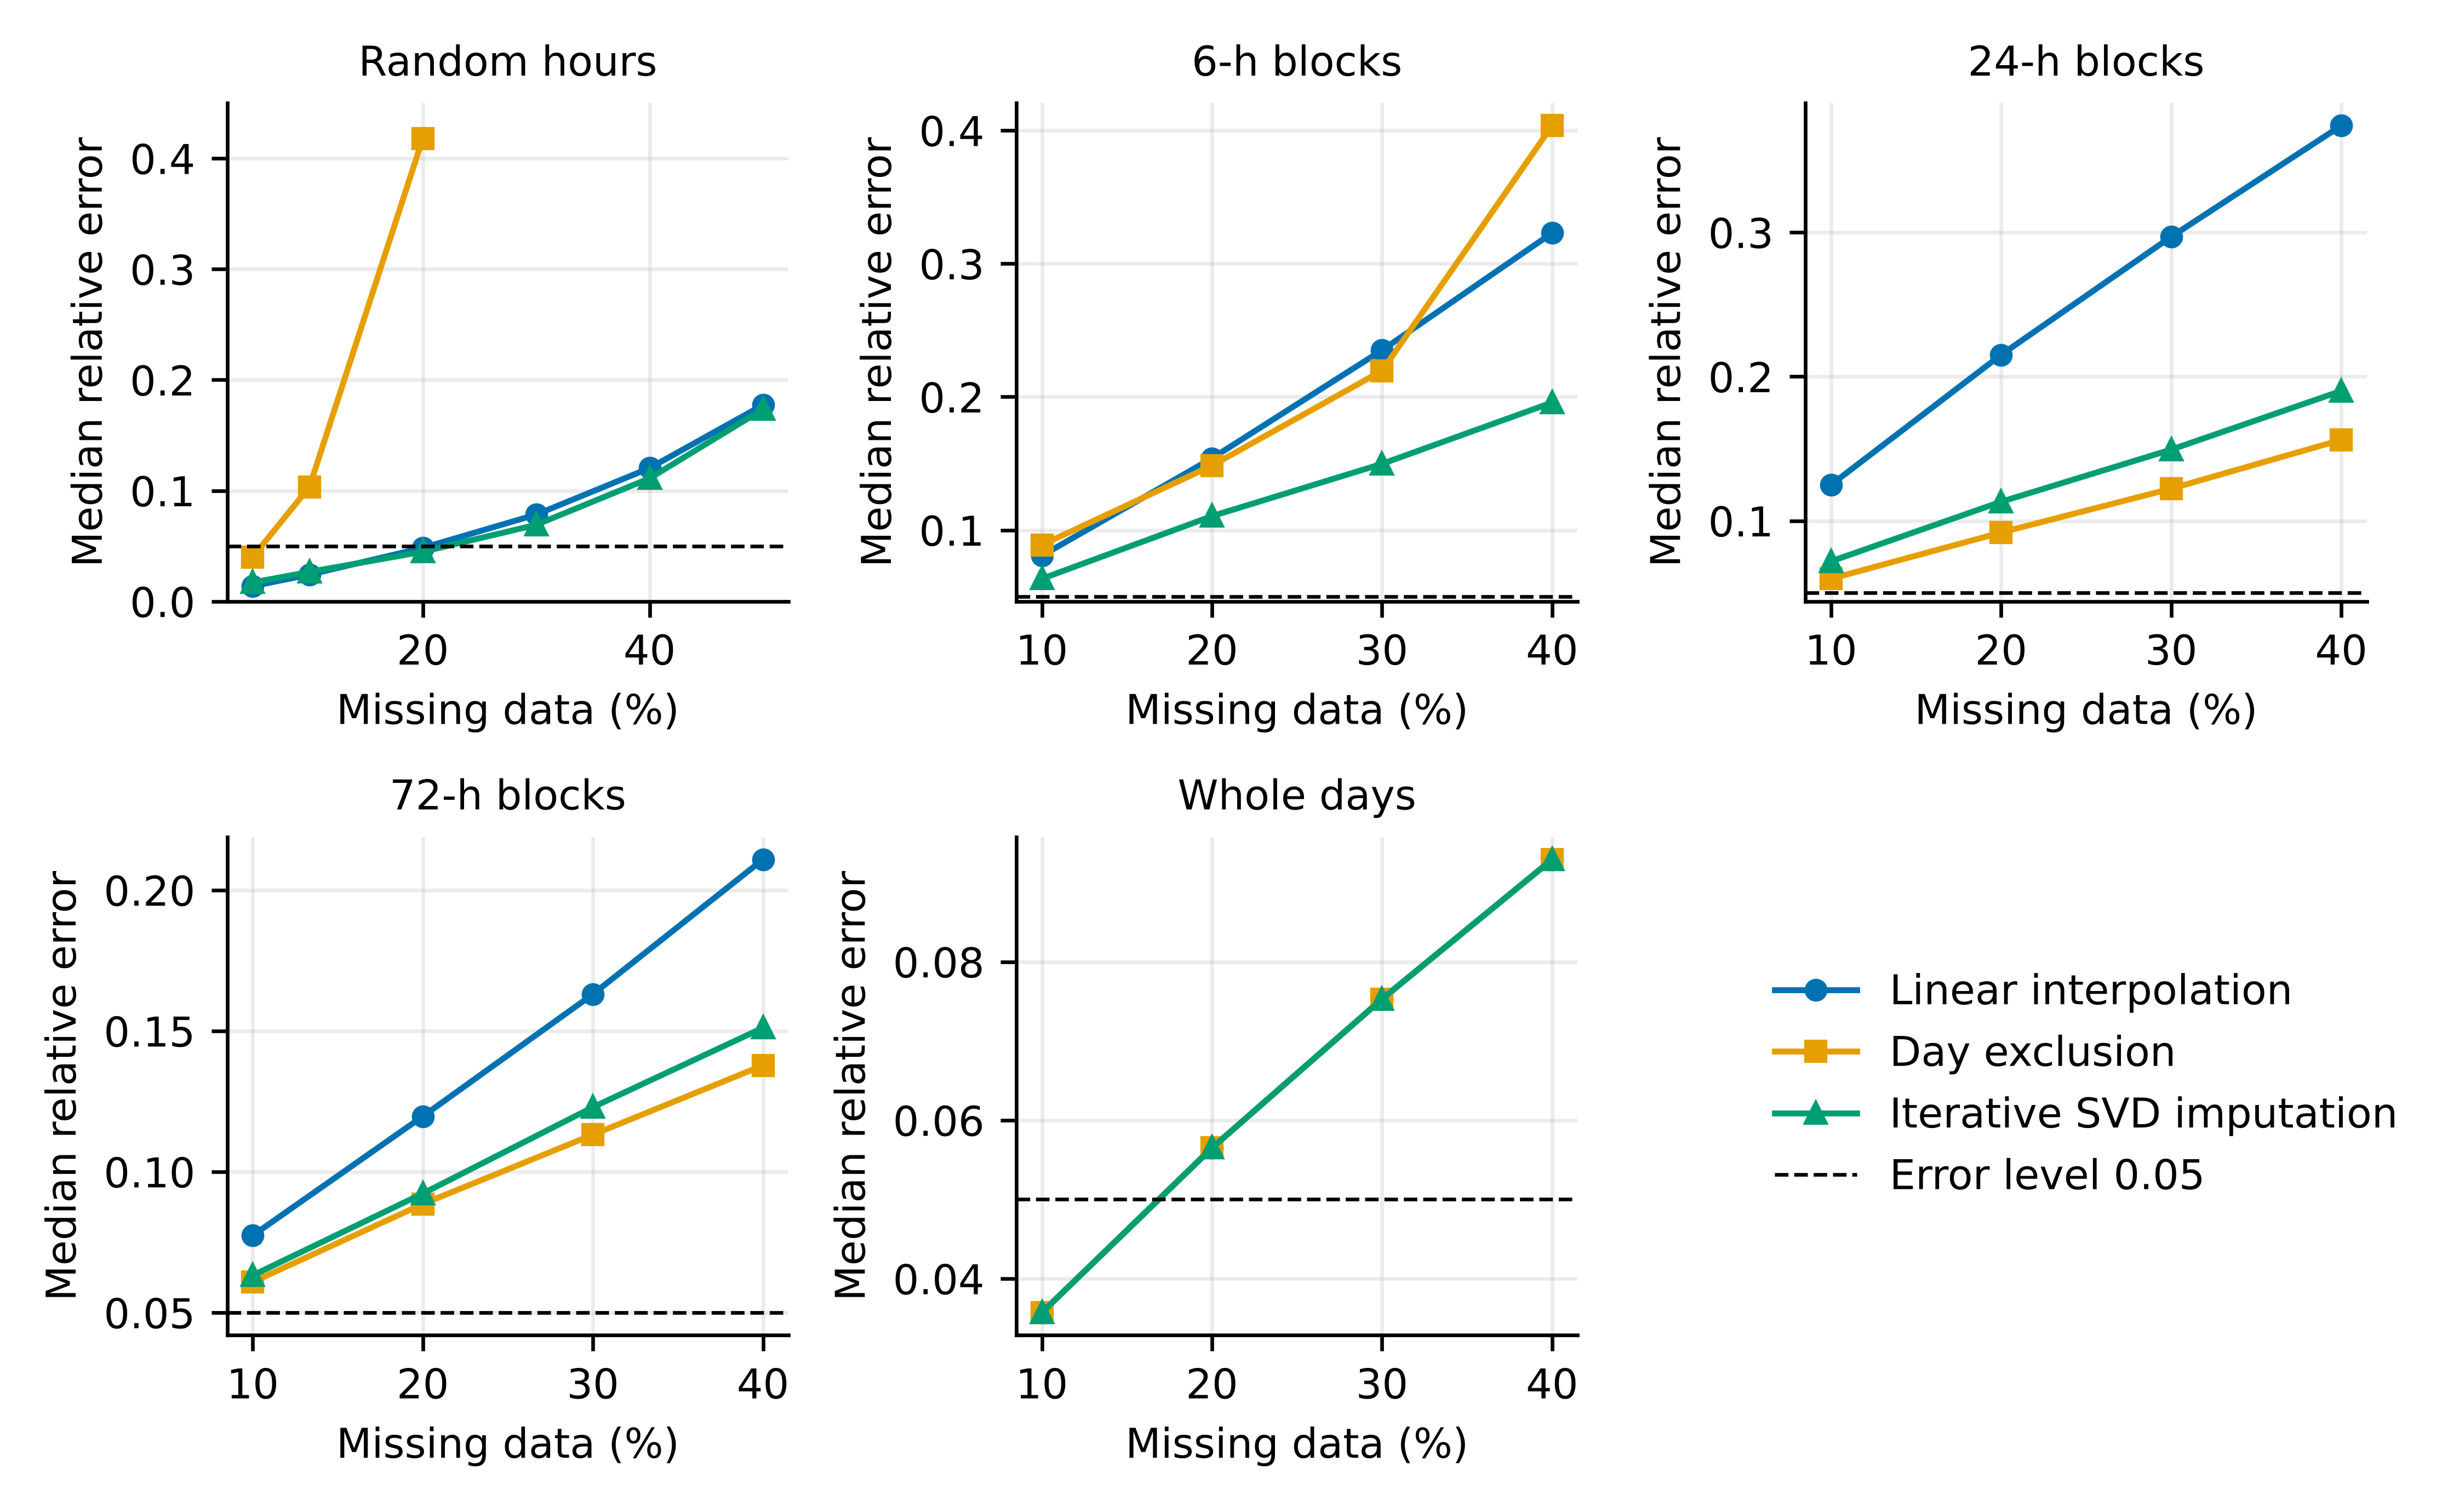 Random hours
Median relative error
0.4
0.3
0.2
0.1
0.0
20
40
Missing data (%)
6-h blocks
Median relative error
0.4
0.3
0.2
0.1
10
20
30
40
Missing data (%)
24-h blocks
Median relative error
0.3
0.2
0.1
10
20
30
40
Missing data (%)
72-h blocks
Median relative error
0.20
0.15
0.10
0.05
10
20
30
40
Missing data (%)
Whole days
Median relative error
0.08
0.06
0.04
10
20
30
40
Missing data (%)
Linear interpolation
Day exclusion
Iterative SVD imputation
Error level 0.05